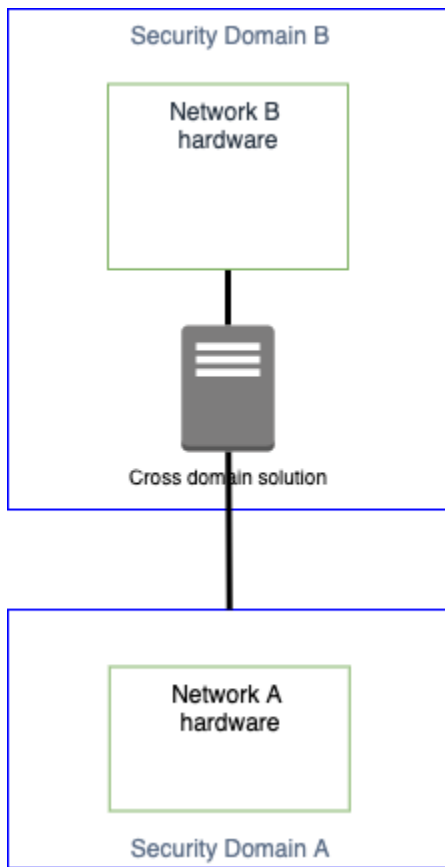 Security Domain B
Network B
hardware
Cross domain solution
Network A
hardware
Security Domain A